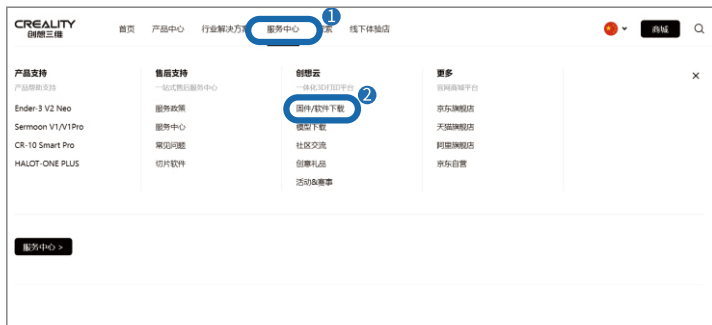 CREALITY
创想三维
首页 产品中心 行业解决方案 服务中心 索 线下体验店 商城
1
产品支持 售后支持 创想云 更多
产品帮助支持 一站式售后服务中心 一体化3D打印平台 官网商城平台
2
Ender-3 V2 Neo 服务政策 固件/软件下载 京东旗舰店
Sermoon V1/V1Pro 服务中心 模型下载 天猫旗舰店
CR-10 Smart Pro 常见问题 社区交流 阿里旗舰店
HALOT-ONE PLUS 切片软件 创意礼品 京东自营
活动&赛事
服务中心 >